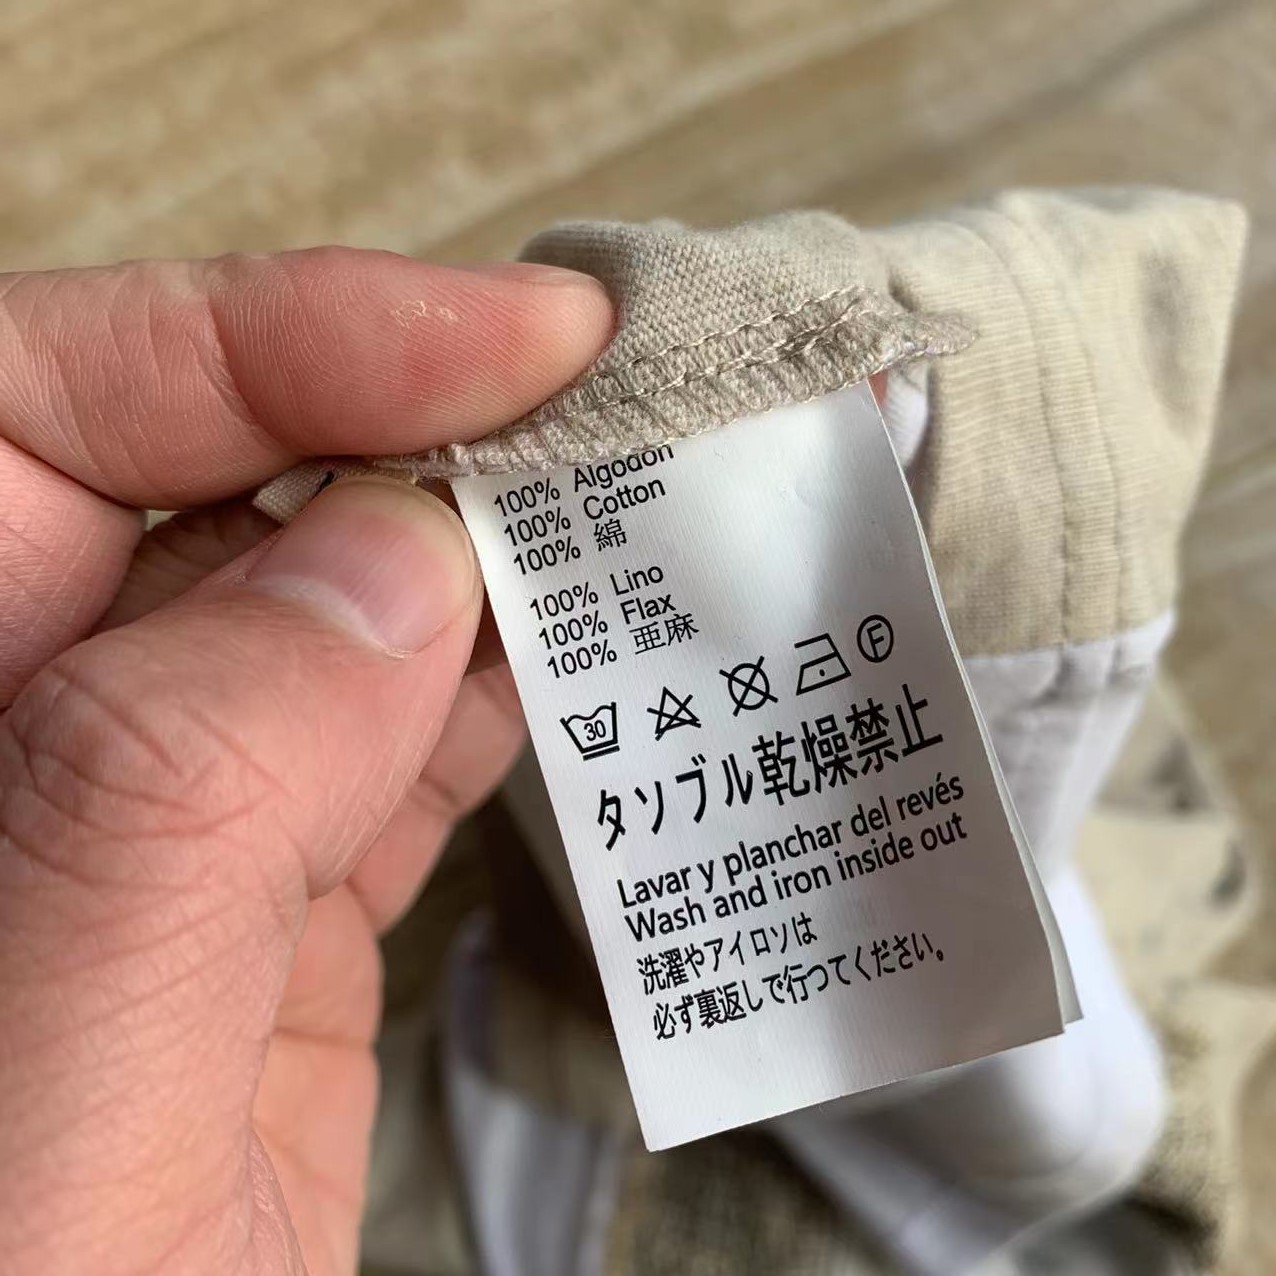 100% Algodón
100% Cotton
100% 綿
100% Lino
100% Flax
100% 亜麻
30 F
タソブル乾燥禁止
Lavar y planchar del revés
Wash and iron inside out
洗濯やアイロソは
必ず裏返しで行つてください。